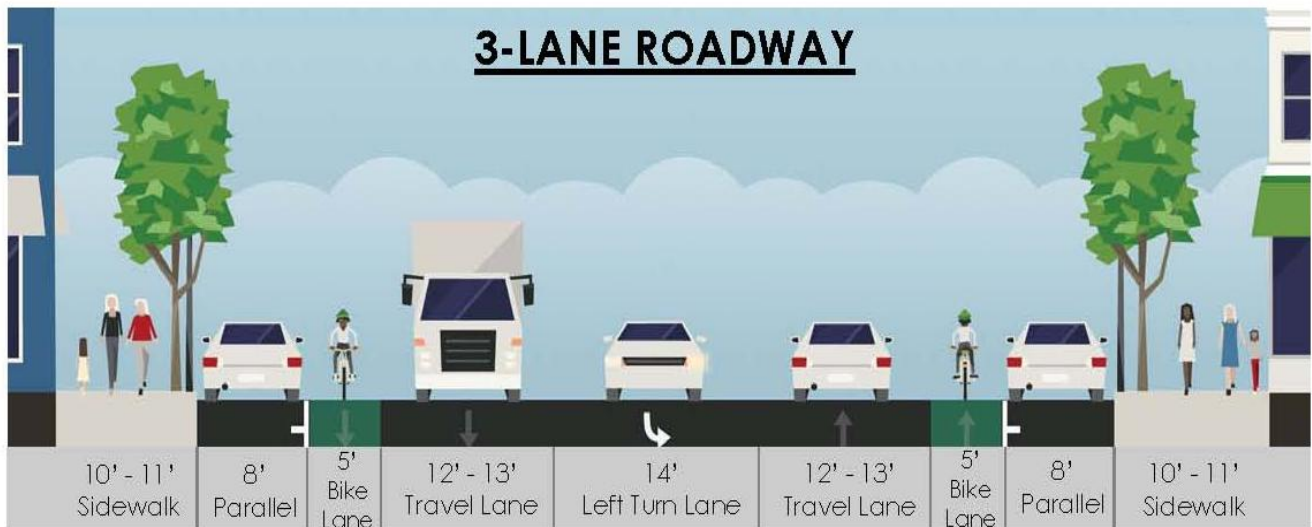 3-LANE ROADWAY
10' - 11'
Sidewalk
8'
Parallel
5'
Bike
Lane
12' - 13'
Travel Lane
14'
Left Turn Lane
12' - 13'
Travel Lane
5'
Bike
Lane
8'
Parallel
10' - 11'
Sidewalk